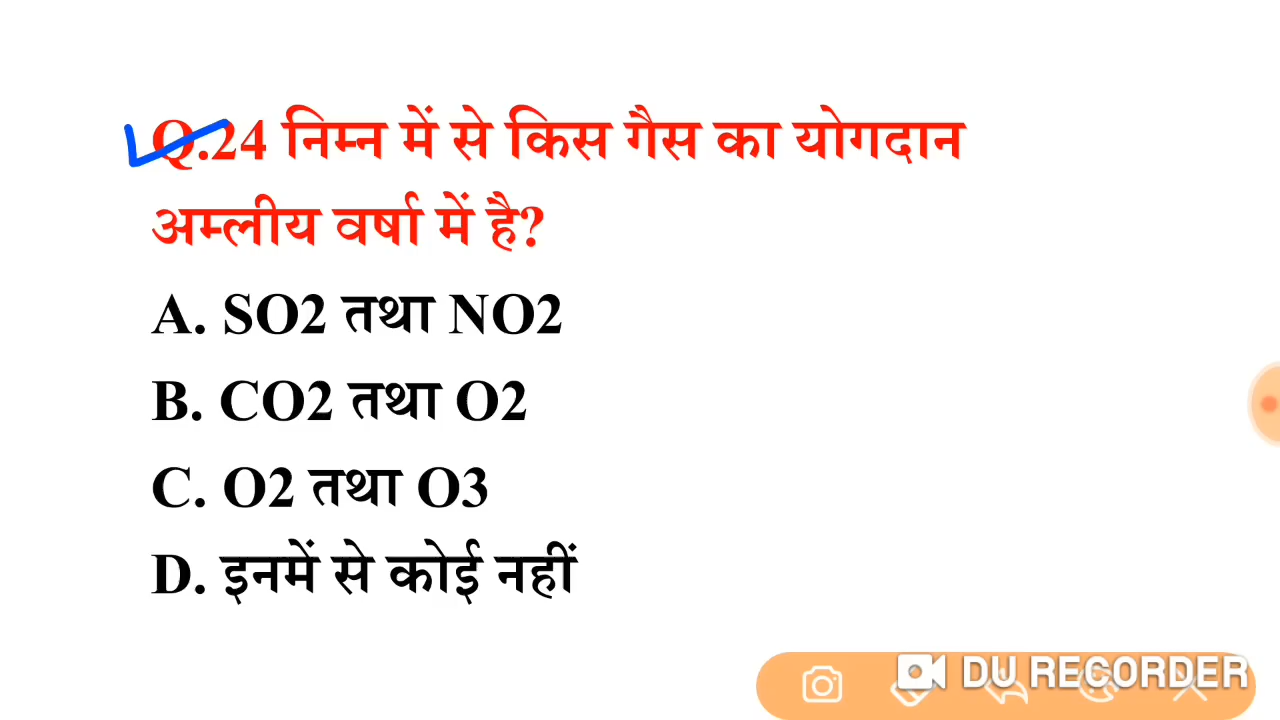 Q.24 निम्न में से किस गैस का योगदान
अम्लीय वर्षा में है?
A. SO2 तथा NO2
B. CO2 तथा O2
C. O2 तथा O3
D. इनमें से कोई नहीं
DU RECORDER